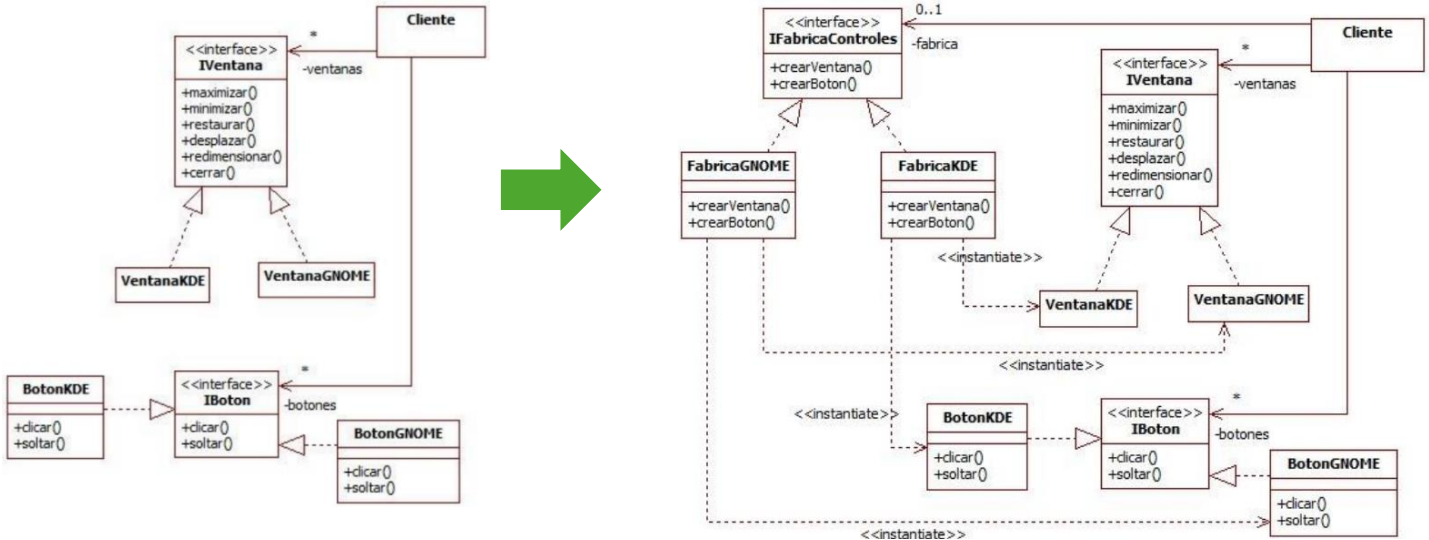 Cliente
*
-ventanas
<<interface>>
IVentana
+maximizar()
+minimizar()
+restaurar()
+desplazar()
+redimensionar()
+cerrar()
VentanaKDE
VentanaGNOME
BotonKDE
+clicar()
+soltar()
<<interface>>
IBoton
+clicar()
+soltar()
*
-botones
BotonGNOME
+clicar()
+soltar()
<<interface>>
IFabricaControles
+crearVentana()
+crearBoton()
0..1
-fabrica
Cliente
*
-ventanas
<<interface>>
IVentana
+maximizar()
+minimizar()
+restaurar()
+desplazar()
+redimensionar()
+cerrar()
FabricaGNOME
+crearVentana()
+crearBoton()
FabricaKDE
+crearVentana()
+crearBoton()
<<instantiate>>
VentanaKDE
VentanaGNOME
<<instantiate>>
<<instantiate>>
BotonKDE
+clicar()
+soltar()
<<interface>>
IBoton
+clicar()
+soltar()
*
-botones
BotonGNOME
+clicar()
+soltar()
<<instantiate>>